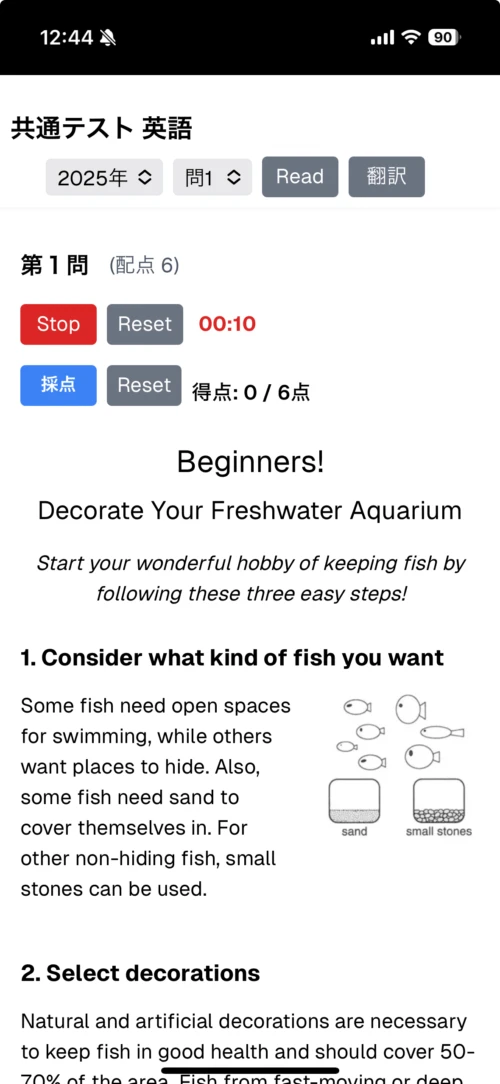 12:44
90
共通テスト 英語
2025年 問1 Read 翻訳
第1問 (配点 6)
Stop Reset 00:10
採点 Reset 得点: 0 / 6点
Beginners!
Decorate Your Freshwater Aquarium
Start your wonderful hobby of keeping fish by
following these three easy steps!
1. Consider what kind of fish you want
Some fish need open spaces
for swimming, while others
want places to hide. Also,
some fish need sand to
cover themselves in. For
other non-hiding fish, small
stones can be used.
sand small stones
2. Select decorations
Natural and artificial decorations are necessary
to keep fish in good health and should cover 50-
70% of the area. Fish from fast-moving or deep